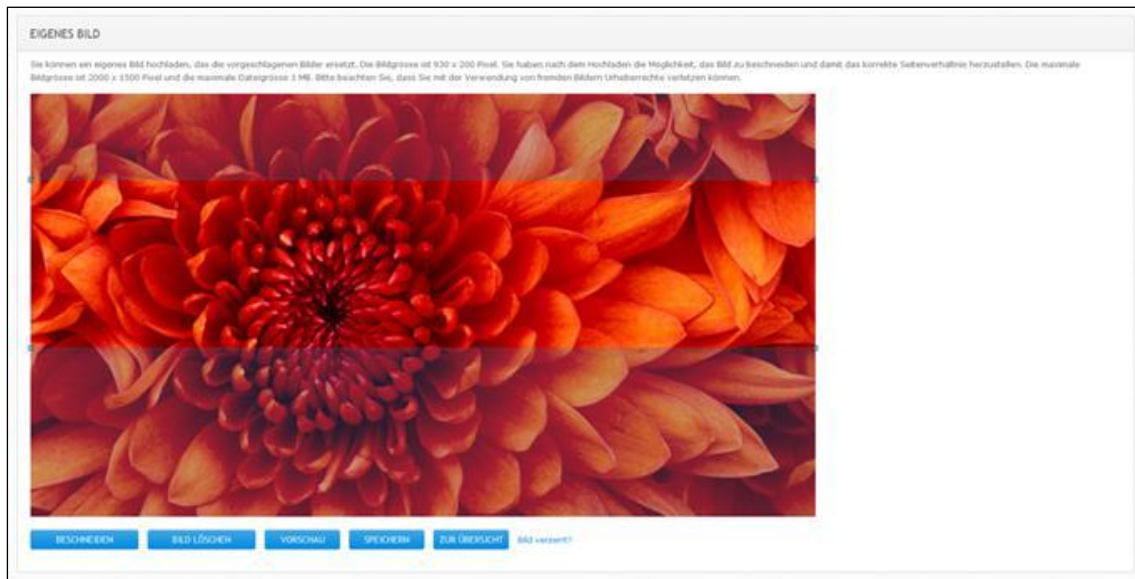 EIGENES BILD
Sie können ein eigenes Bild hochladen, das die vorgeschlagenen Bilder ersetzt. Die Bildgrösse ist 930 x 200 Pixel. Sie haben nach dem Hochladen die Möglichkeit, das Bild zu beschneiden und damit das korrekte Seitenverhältnis herzustellen. Die maximale
Bildgrösse ist 2000 x 1500 Pixel und die maximale Dateigrösse 3 MB. Bitte beachten Sie, dass Sie mit der Verwendung von fremden Bildern Urheberrechte verletzen können.
BESCHNEIDEN BILD LÖSCHEN VORSCHAU SPEICHERN ZUR ÜBERSICHT Bild verzerrt?